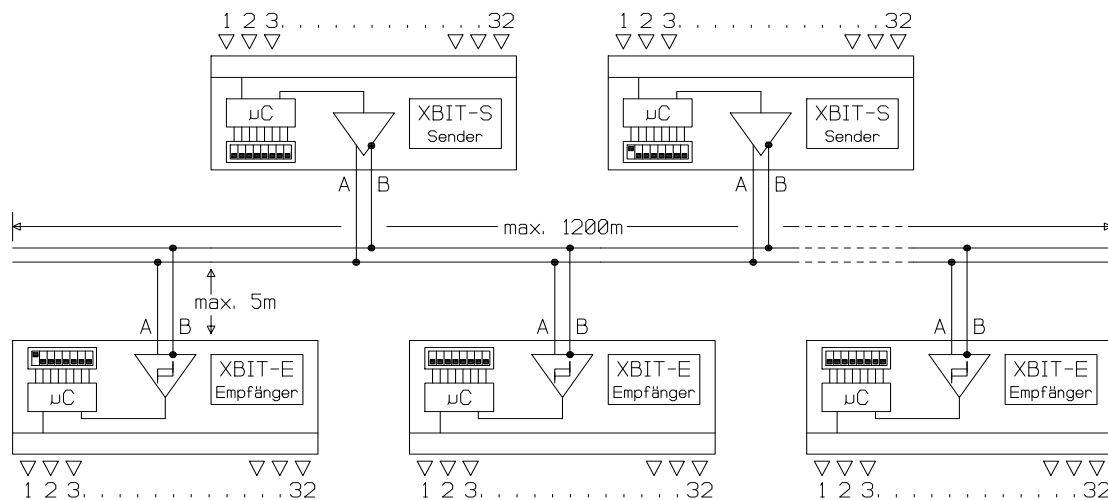 1 2 3 . . . . . . . . . . . . . . . 32 1 2 3 . . . . . . . . . . . . . . . 32
µC XBIT-S µC XBIT-S
Sender Sender
A B A B
max. 1200m
max. 5m
A B A B A B
XBIT-E XBIT-E XBIT-E
µC Empfänger µC Empfänger µC Empfänger
1 2 3 . . . . . . . . . . . . . . . 32 1 2 3 . . . . . . . . . . . . . . . 32 1 2 3 . . . . . . . . . . . . . . . 32